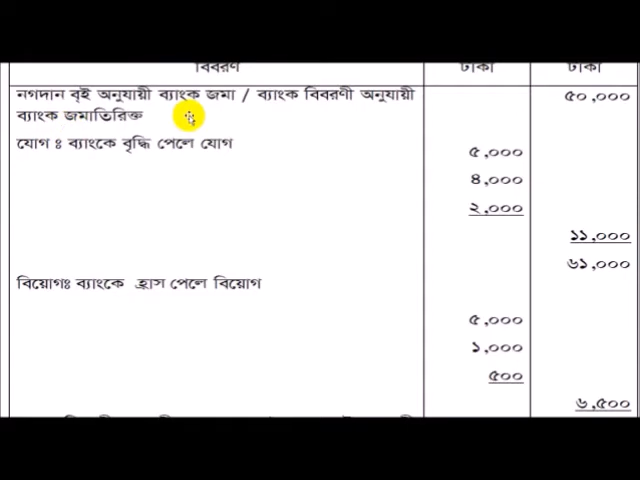 বিবরণ টাকা টাকা
নগদান বই অনুযায়ী ব্যাংক জমা / ব্যাংক বিবরণী অনুযায়ী ৫০,০০০
ব্যাংক জমাতিরিক্ত
যোগ ঃ ব্যাংকে বৃদ্ধি পেলে যোগ ৫,০০০
৪,০০০
২,০০০
১১,০০০
৬১,০০০
বিয়োগঃ ব্যাংকে হ্রাস পেলে বিয়োগ
৫,০০০
১,০০০
৫০০
৬,৫০০